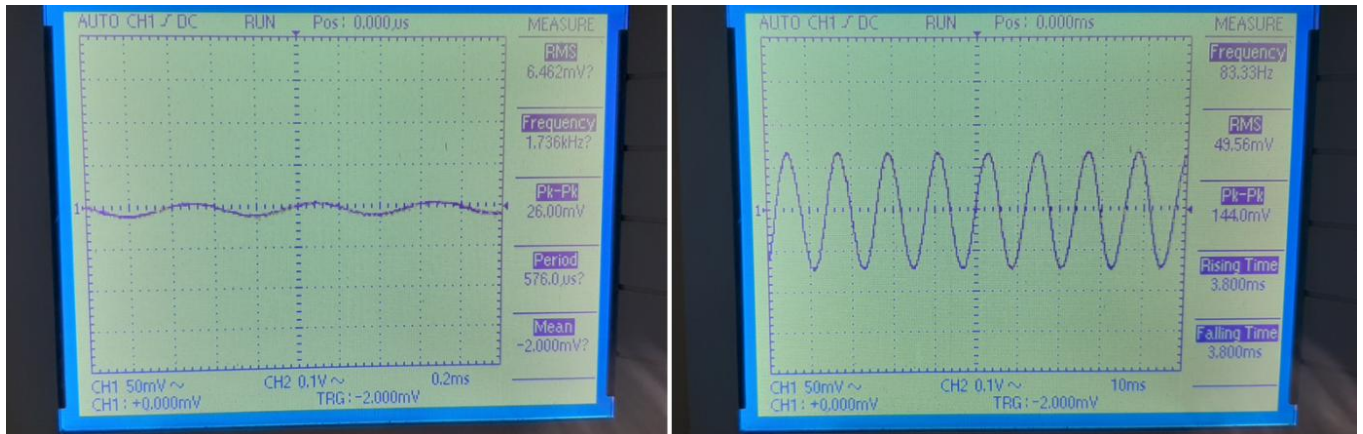 AUTO CH1 ƒ DC RUN Pos: 0.000us MEASURE
RMS
6.462mV?
Frequency
1.736kHz?
Pk-Pk
26.00mV
Period
576.0us?
Mean
-2.000mV?
1
CH1 50mV ~ CH2 0.1V ~ 0.2ms
CH1: +0.000mV TRG: -2.000mV
AUTO CH1 ƒ DC RUN Pos: 0.000ms MEASURE
Frequency
83.33Hz
RMS
49.56mV
Pk-Pk
144.0mV
Rising Time
3.800ms
Falling Time
3.800ms
1
CH1 50mV ~ CH2 0.1V ~ 10ms
CH1: +0.000mV TRG: -2.000mV